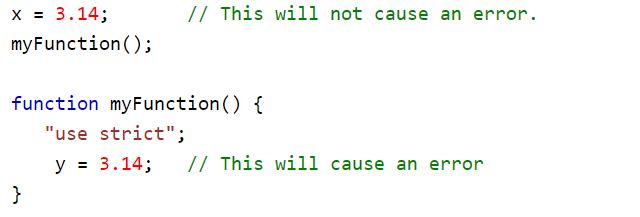 x = 3.14;       // This will not cause an error.
myFunction();

function myFunction() {
   "use strict";
    y = 3.14;   // This will cause an error
}